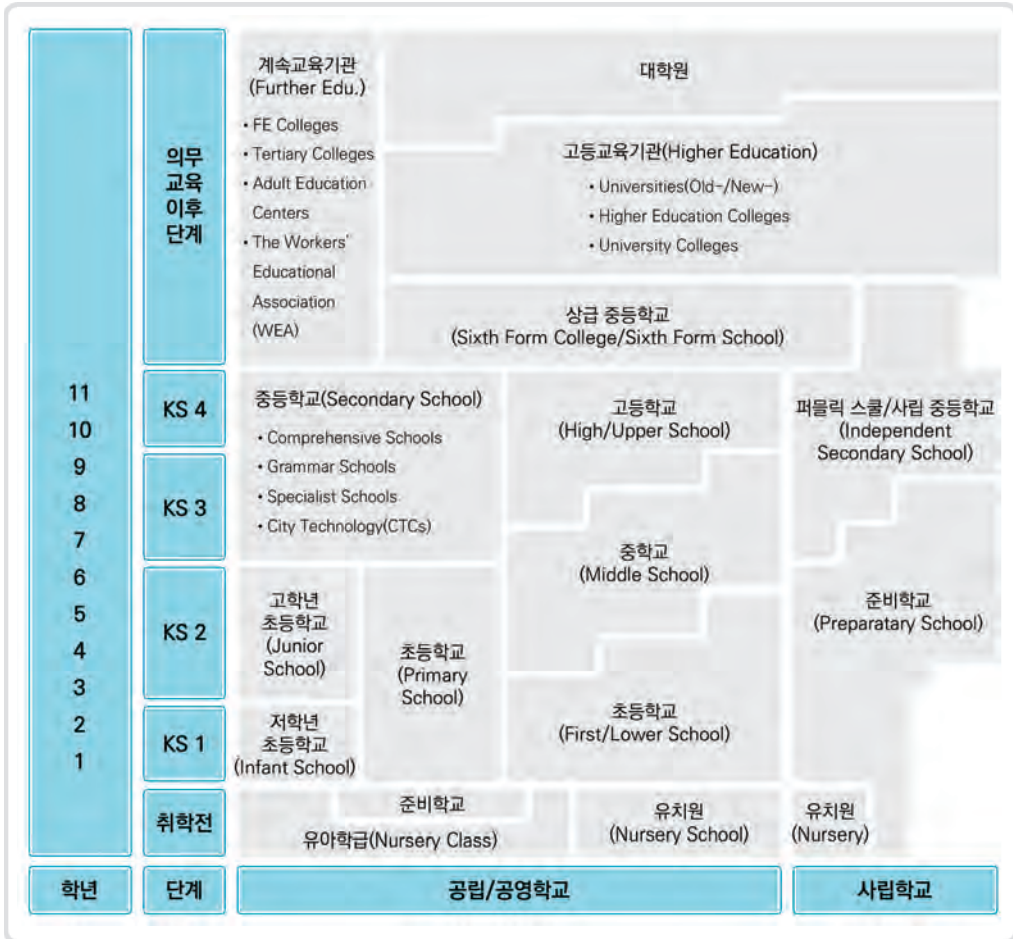 계속교육기관
(Further Edu.)
• FE Colleges
• Tertiary Colleges
• Adult Education
Centers
• The Workers'
Educational
Association
(WEA)
대학원
고등교육기관(Higher Education)
• Universities(Old-/New-)
• Higher Education Colleges
• University Colleges
상급 중등학교
(Sixth Form College/Sixth Form School)
의무
교육
이후
단계
11
10
9
8
7
6
5
4
3
2
1
KS 4
KS 3
KS 2
KS 1
취학전
중등학교(Secondary School)
• Comprehensive Schools
• Grammar Schools
• Specialist Schools
• City Technology(CTCs)
고등학교
(High/Upper School)
퍼블릭 스쿨/사립 중등학교
(Independent
Secondary School)
중학교
(Middle School)
고학년
초등학교
(Junior
School)
초등학교
(Primary
School)
준비학교
(Preparatary School)
저학년
초등학교
(Infant School)
초등학교
(First/Lower School)
준비학교
유아학급(Nursery Class)
유치원
(Nursery School)
유치원
(Nursery)
학년
단계
공립/공영학교
사립학교